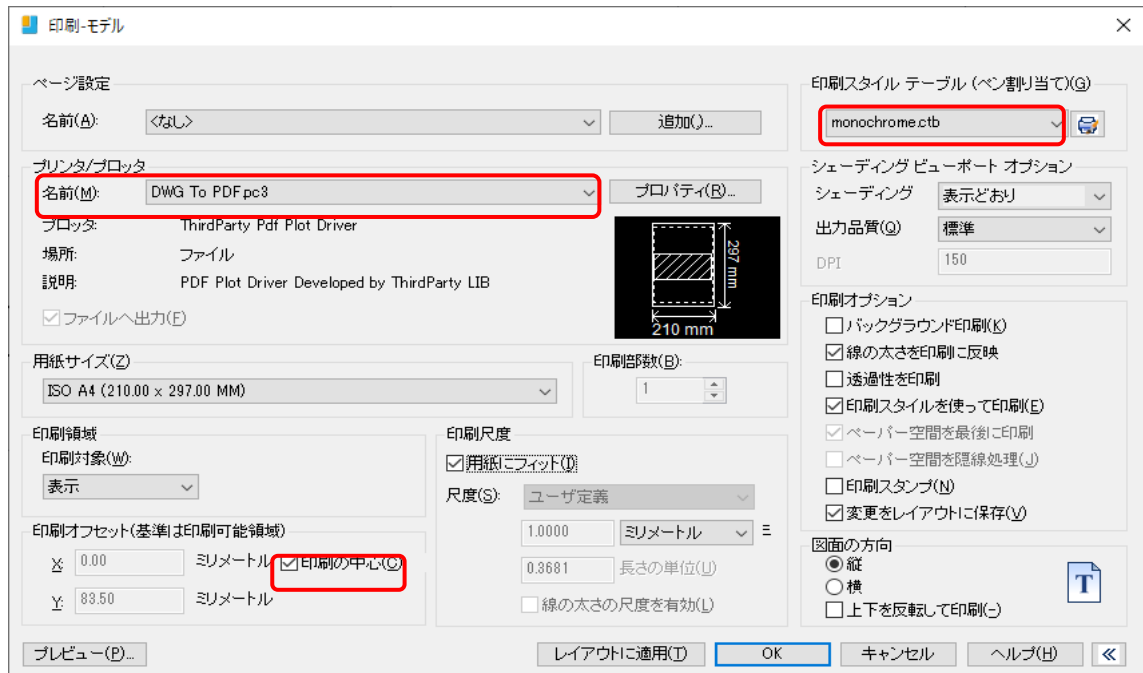 印刷-モデル
ページ設定
名前(A):
<なし>
追加()...
プリンタ/プロッタ
名前(M):
DWG To PDF.pc3
プロパティ(R)...
プロッタ:
ThirdParty Pdf Plot Driver
場所:
ファイル
説明:
PDF Plot Driver Developed by ThirdParty LIB
ファイルへ出力(F)
297 mm
210 mm
用紙サイズ(Z)
ISO A4 (210.00 x 297.00 MM)
印刷部数(B):
1
印刷領域
印刷対象(W):
表示
印刷オフセット(基準は印刷可能領域)
X:
0.00
ミリメートル
印刷の中心(C)
Y:
83.50
ミリメートル
印刷尺度
用紙にフィット(I)
尺度(S):
ユーザ定義
1.0000
ミリメートル
=
0.3681
長さの単位(U)
線の太さの尺度を有効(L)
印刷スタイル テーブル (ペン割り当て)(G)
monochrome.ctb
シェーディング ビューポート オプション
シェーディング
表示どおり
出力品質(Q)
標準
DPI
150
印刷オプション
バックグラウンド印刷(K)
線の太さを印刷に反映
透過性を印刷
印刷スタイルを使って印刷(E)
ペーパー空間を最後に印刷
ペーパー空間を隠線処理(J)
印刷スタンプ(N)
変更をレイアウトに保存(V)
図面の方向
縦
横
上下を反転して印刷(-)
T
プレビュー(P)...
レイアウトに適用(T)
OK
キャンセル
ヘルプ(H)